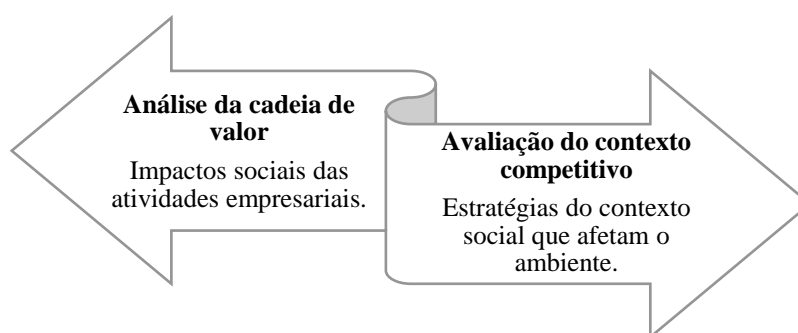 Análise da cadeia de
valor
Impactos sociais das
atividades empresariais.
Avaliação do contexto
competitivo
Estratégias do contexto
social que afetam o
ambiente.